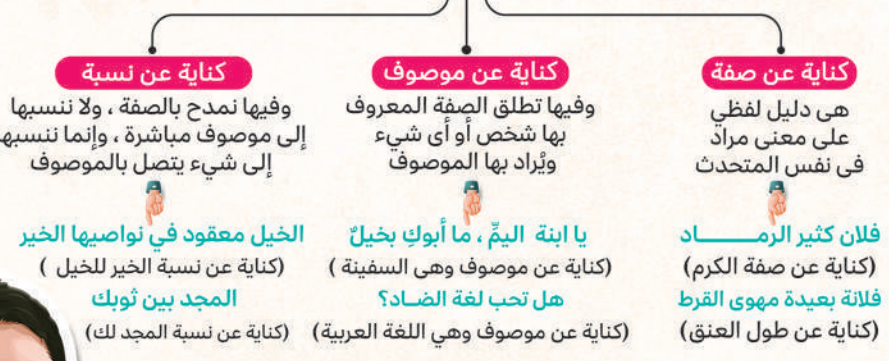 كناية عن صفة
هى دليل لفظي
على معنى مراد
فى نفس المتحدث
فلان كثير الرمـــــــاد
(كناية عن صفة الكرم)
فلانة بعيدة مهوى القرط
(كناية عن طول العنق)
كناية عن موصوف
وفيها تطلق الصفة المعروف
بها شخص أو أى شيء
ويُراد بها الموصوف
يا ابنة اليمِّ ، ما أبوكِ بخيلٌ
(كناية عن موصوف وهى السفينة )
هل تحب لغة الضـاد؟
(كناية عن موصوف وهي اللغة العربية)
كناية عن نسبة
وفيها نمدح بالصفة ، ولا ننسبها
إلى موصوف مباشرة ، وإنما ننسبها
إلى شيء يتصل بالموصوف
الخيل معقود في نواصيها الخير
(كناية عن نسبة الخير للخيل )
المجد بين ثوبك
(كناية عن نسبة المجد لك)